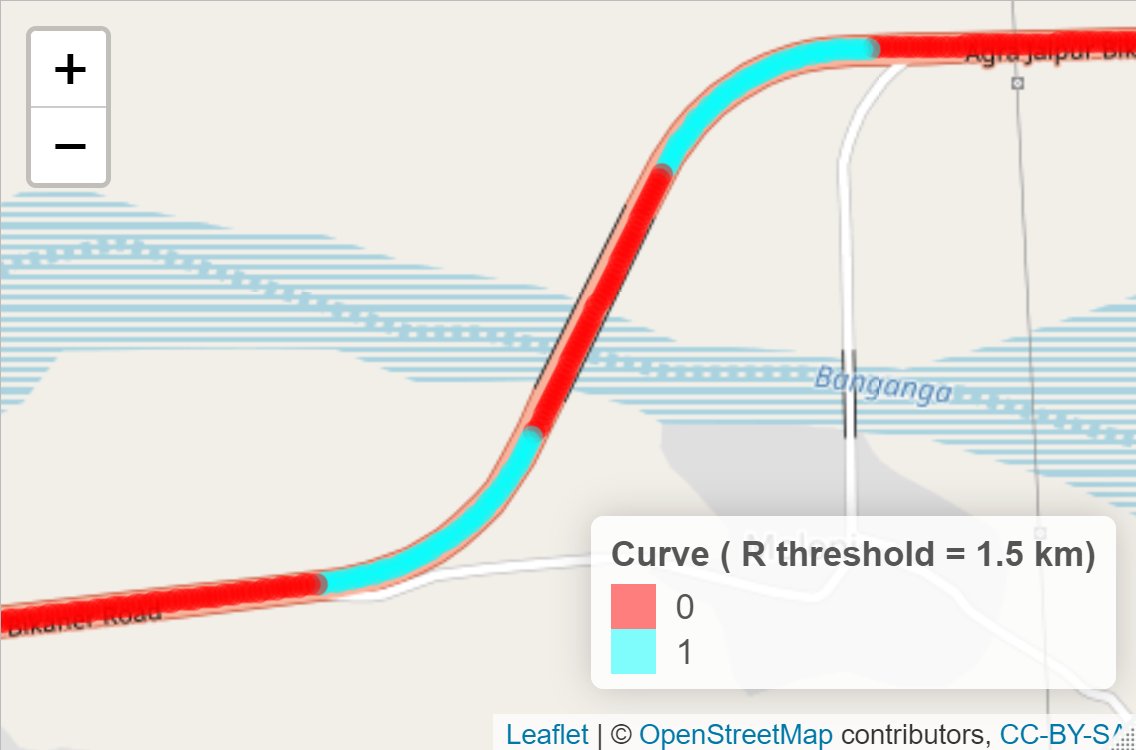 +
−
Agra Jaipur Bik
Banganga
Bikaner Road
Curve ( R threshold = 1.5 km)
0
1
Leaflet | © OpenStreetMap contributors, CC-BY-SA